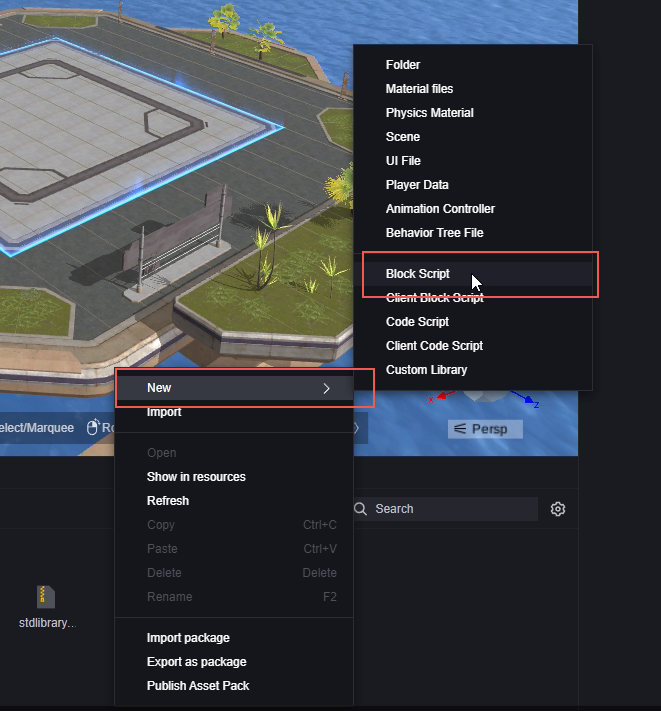 Folder
Material files
Physics Material
Scene
UI File
Player Data
Animation Controller
Behavior Tree File
Block Script
Client Block Script
Code Script
Client Code Script
Custom Library
New
Import
elect/Marquee
Ro
x
z
Persp
Open
Show in resources
Refresh
Copy Ctrl+C
Paste Ctrl+V
Delete Delete
Rename F2
Search
stdlibrary...
Import package
Export as package
Publish Asset Pack